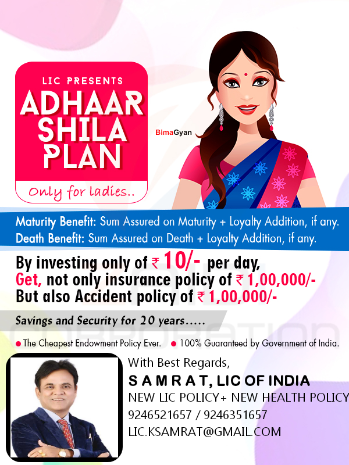 LIC PRESENTS
ADHAAR
SHILA
PLAN
Only for ladies..
BimaGyan
Maturity Benefit: Sum Assured on Maturity + Loyalty Addition, if any.
Death Benefit: Sum Assured on Death + Loyalty Addition, if any.
By investing only of ₹ 10/- per day,
Get, not only insurance policy of ₹ 1,00,000/-
But also Accident policy of ₹ 1,00,000/-
Savings and Security for 20 years.....
• The Cheapest Endowment Policy Ever. • 100% Guaranteed by Government of India.
With Best Regards,
S A M R A T, LIC OF INDIA
NEW LIC POLICY+ NEW HEALTH POLICY
9246521657 / 9246351657
LIC.KSAMRAT@GMAIL.COM